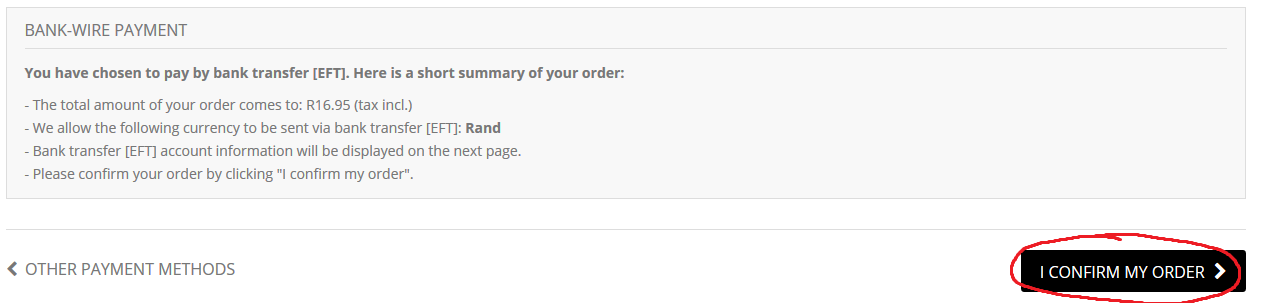 BANK-WIRE PAYMENT
You have chosen to pay by bank transfer [EFT]. Here is a short summary of your order:
- The total amount of your order comes to: R16.95 (tax incl.)
- We allow the following currency to be sent via bank transfer [EFT]: Rand
- Bank transfer [EFT] account information will be displayed on the next page.
- Please confirm your order by clicking "I confirm my order".
OTHER PAYMENT METHODS
I CONFIRM MY ORDER